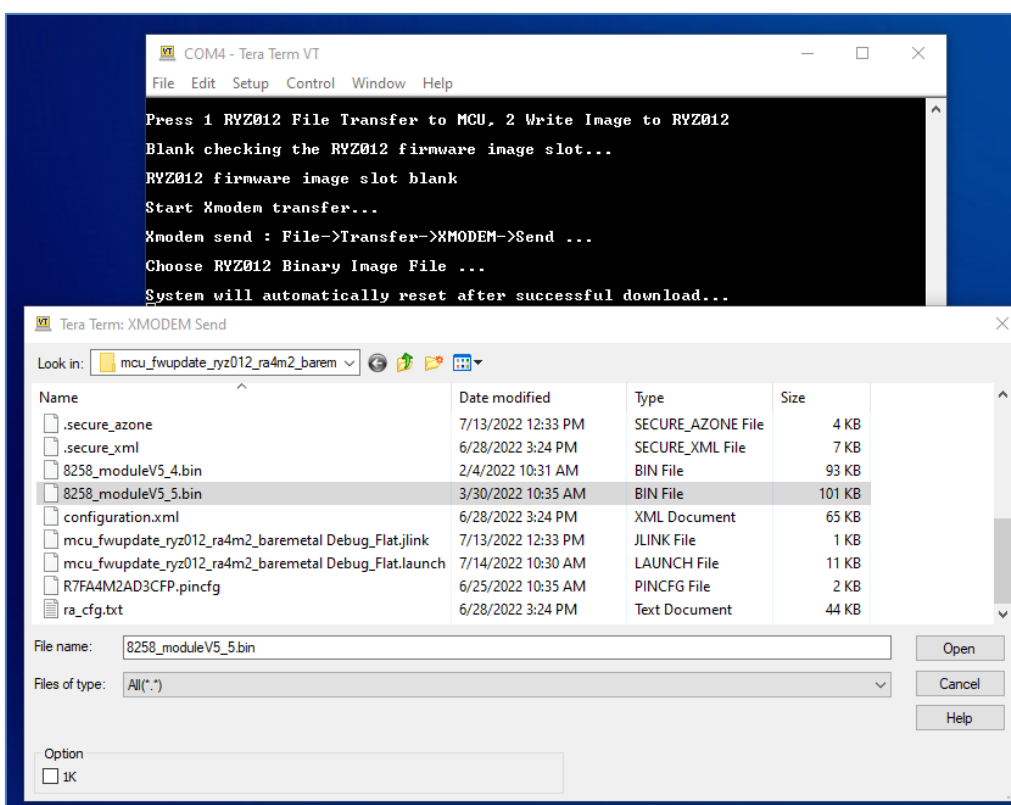 COM4 - Tera Term VT
File Edit Setup Control Window Help
Press 1 RYZ012 File Transfer to MCU, 2 Write Image to RYZ012
Blank checking the RYZ012 firmware image slot...
RYZ012 firmware image slot blank
Start Xmodem transfer...
Xmodem send : File->Transfer->XMODEM->Send ...
Choose RYZ012 Binary Image File ...
System will automatically reset after successful download...
Tera Term: XMODEM Send
Look in: mcu_fwupdate_ryz012_ra4m2_barem
Name Date modified Type Size
.secure_azone 7/13/2022 12:33 PM SECURE_AZONE File 4 KB
.secure_xml 6/28/2022 3:24 PM SECURE_XML File 7 KB
8258_moduleV5_4.bin 2/4/2022 10:31 AM BIN File 93 KB
8258_moduleV5_5.bin 3/30/2022 10:35 AM BIN File 101 KB
configuration.xml 6/28/2022 3:24 PM XML Document 65 KB
mcu_fwupdate_ryz012_ra4m2_baremetal Debug_Flat.jlink 7/13/2022 12:33 PM JLINK File 1 KB
mcu_fwupdate_ryz012_ra4m2_baremetal Debug_Flat.launch 7/14/2022 10:30 AM LAUNCH File 11 KB
R7FA4M2AD3CFP.pincfg 6/25/2022 10:35 AM PINCFG File 2 KB
ra_cfg.txt 6/28/2022 3:24 PM Text Document 44 KB
File name: 8258_moduleV5_5.bin Open
Files of type: All(*.*) Cancel
Help
Option
1K